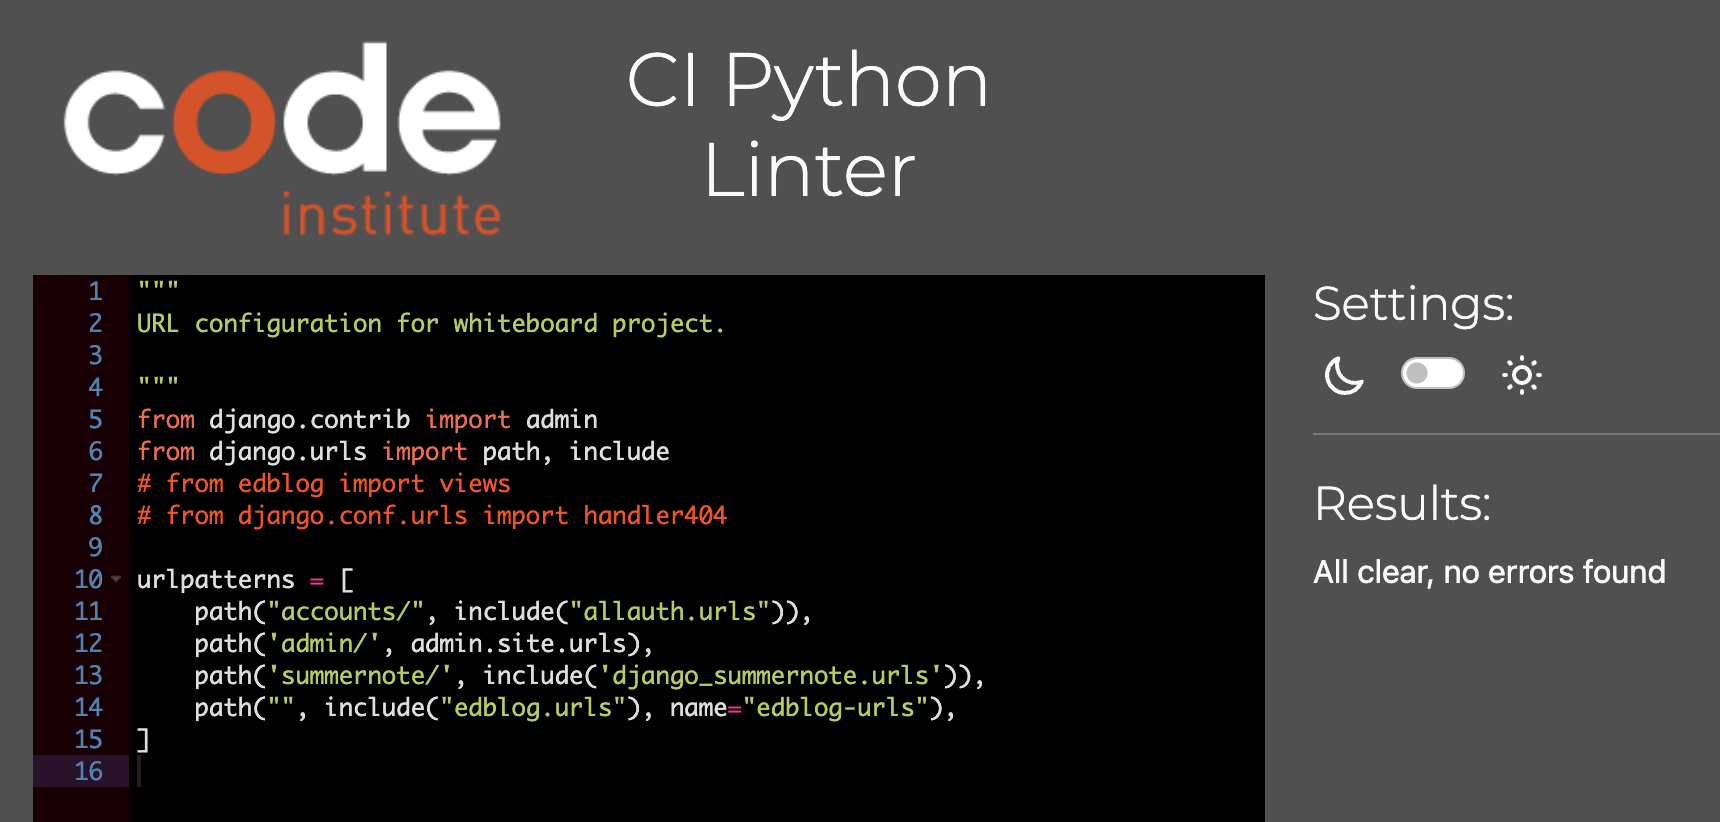 code
institute
CI Python
Linter
1 """
2 URL configuration for whiteboard project.
3
4 """
5 from django.contrib import admin
6 from django.urls import path, include
7 # from edblog import views
8 # from django.conf.urls import handler404
9
10 urlpatterns = [
11     path("accounts/", include("allauth.urls")),
12     path('admin/', admin.site.urls),
13     path('summernote/', include('django_summernote.urls')),
14     path("", include("edblog.urls"), name="edblog-urls"),
15 ]
16
Settings:
Results:
All clear, no errors found